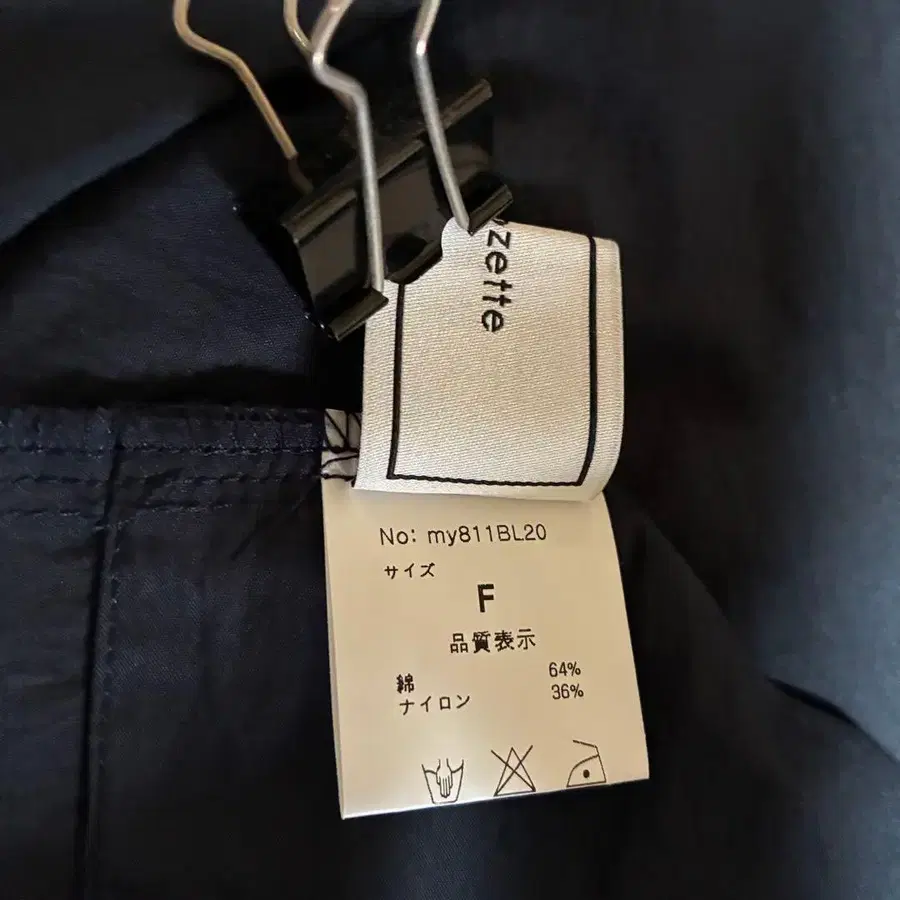 zette
No: my811BL20
サイズ
F
品質表示
綿 64%
ナイロン 36%